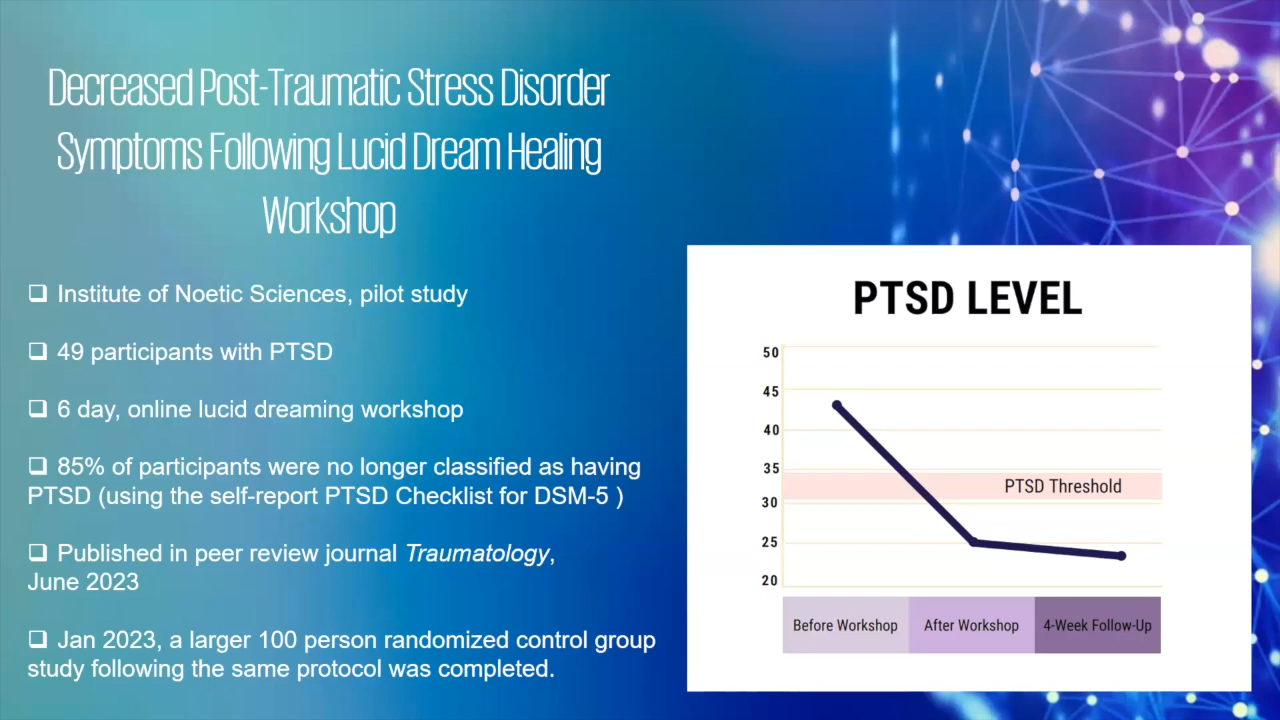 Decreased Post-Traumatic Stress Disorder
Symptoms Following Lucid Dream Healing
Workshop
❑ Institute of Noetic Sciences, pilot study
❑ 49 participants with PTSD
❑ 6 day, online lucid dreaming workshop
❑ 85% of participants were no longer classified as having
PTSD (using the self-report PTSD Checklist for DSM-5 )
❑ Published in peer review journal Traumatology,
June 2023
❑ Jan 2023, a larger 100 person randomized control group
study following the same protocol was completed.
PTSD LEVEL
50
45
40
35
PTSD Threshold
30
25
20
Before Workshop
After Workshop
4-Week Follow-Up